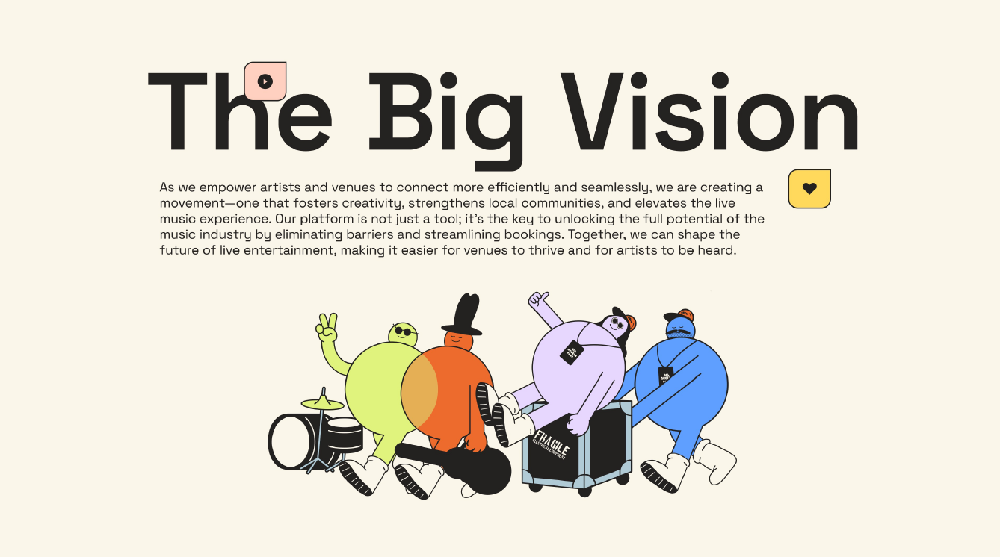 The Big Vision
As we empower artists and venues to connect more efficiently and seamlessly, we are creating a
movement—one that fosters creativity, strengthens local communities, and elevates the live
music experience. Our platform is not just a tool; it's the key to unlocking the full potential of the
music industry by eliminating barriers and streamlining bookings. Together, we can shape the
future of live entertainment, making it easier for venues to thrive and for artists to be heard.
FRAGILE
ELECTRICAL EQUIPMENT